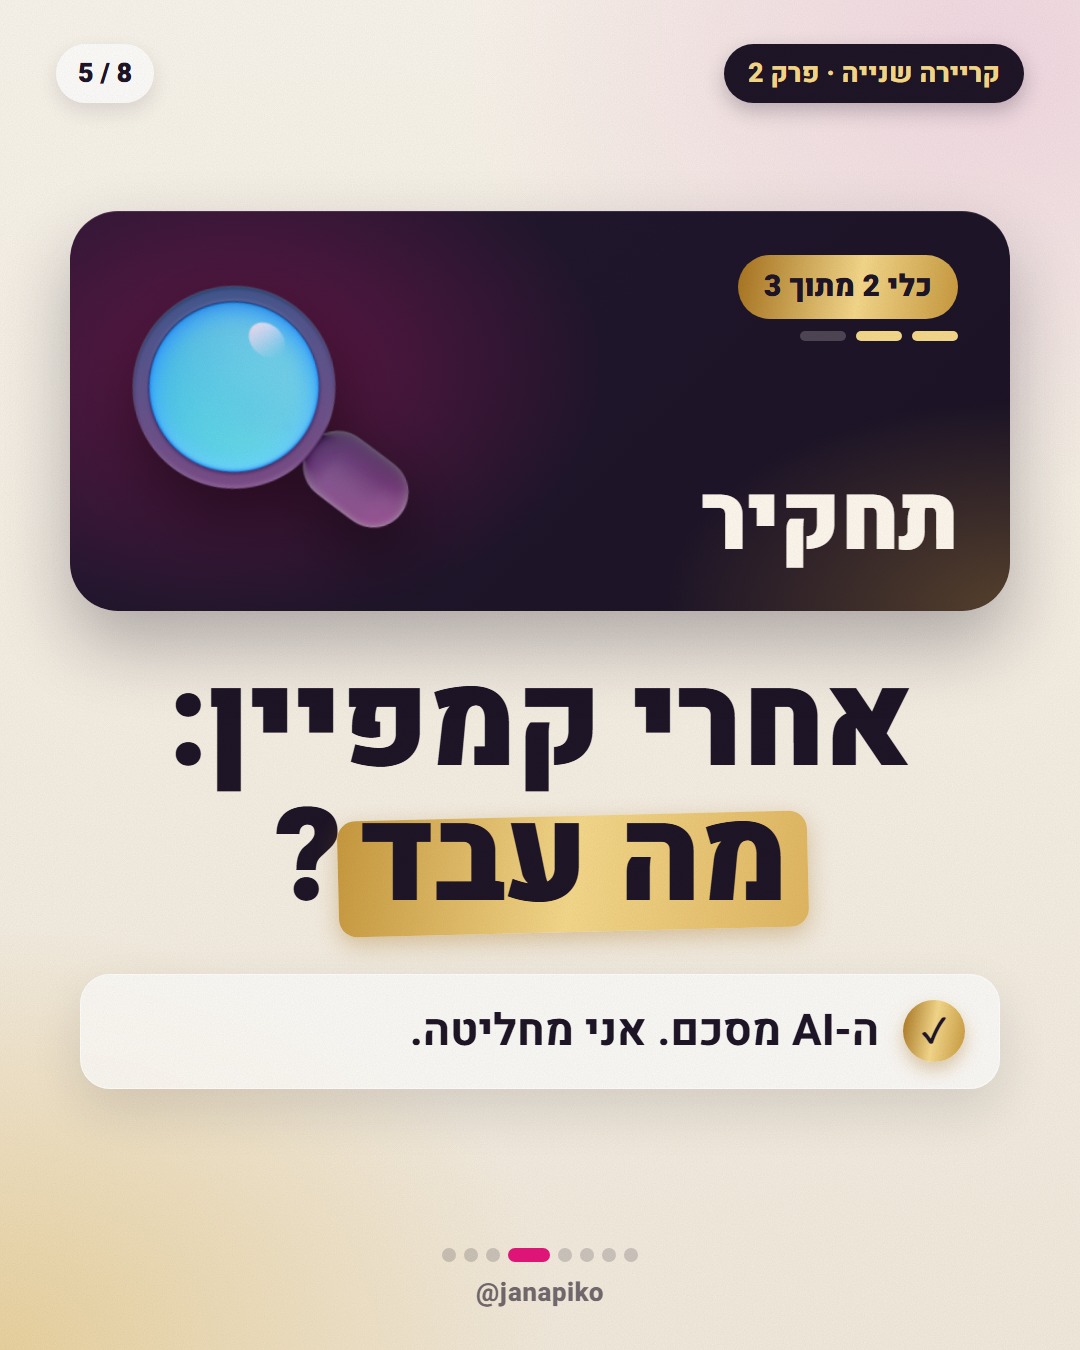 קריירה שנייה · פרק 2
5 / 8
כלי 2 מתוך 3
תחקיר
אחרי קמפיין:
מה עבד?
ה-AI מסכם. אני מחליטה.
@janapiko